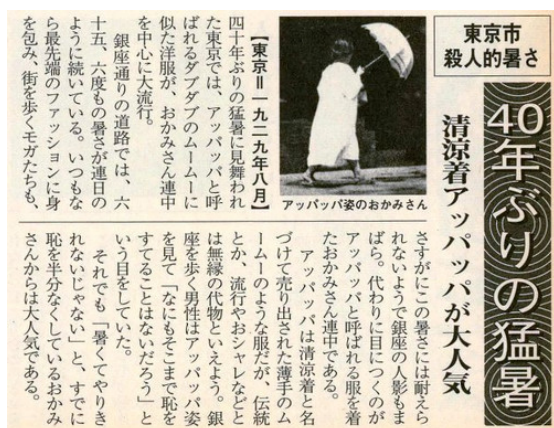 東京市
殺人的暑さ
40年ぶりの猛暑
清涼着アッパッパが大人気
アッパッパ姿のおかみさん
【東京＝一九二九年八月】
四十年ぶりの猛暑に見舞われ
た東京では、アッパッパと呼
ばれるダブダブのムームーに
似た洋服が、おかみさん連中
を中心に大流行。
銀座通りの道路では、六
十五、六度もの暑さが連日の
ように続いている。いつもな
ら最先端のファッションに身
を包み、街を歩くモガたちも、
さすがにこの暑さには耐えら
れないようで銀座の人影もま
ばら。代わりに目につくのが
アッパッパと呼ばれる服を着
たおかみさん連中である。
アッパッパは清涼着と名
づけて売り出された薄手のム
ームーのような服だが、伝統
とか、流行やおシャレなどと
は無縁の代物といえよう。銀
座を歩く男性はアッパッパ姿
を見て「なにもそこまで恥を
すてることはないだろう」と
いう目をしていた。
それでも「暑くてやりき
れないじゃない」と、すでに
恥を半分なくしているおかみ
さんからは大人気である。